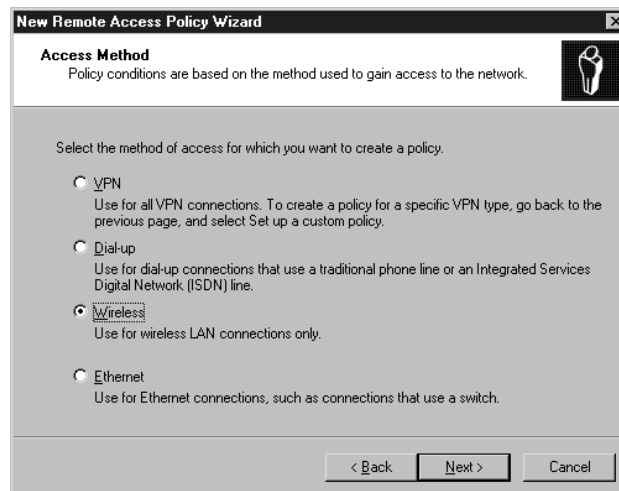 New Remote Access Policy Wizard
Access Method
Policy conditions are based on the method used to gain access to the network.
Select the method of access for which you want to create a policy.
VPN
Use for all VPN connections. To create a policy for a specific VPN type, go back to the
previous page, and select Set up a custom policy.
Dial-up
Use for dial-up connections that use a traditional phone line or an Integrated Services
Digital Network (ISDN) line.
Wireless
Use for wireless LAN connections only.
Ethernet
Use for Ethernet connections, such as connections that use a switch.
< Back
Next >
Cancel